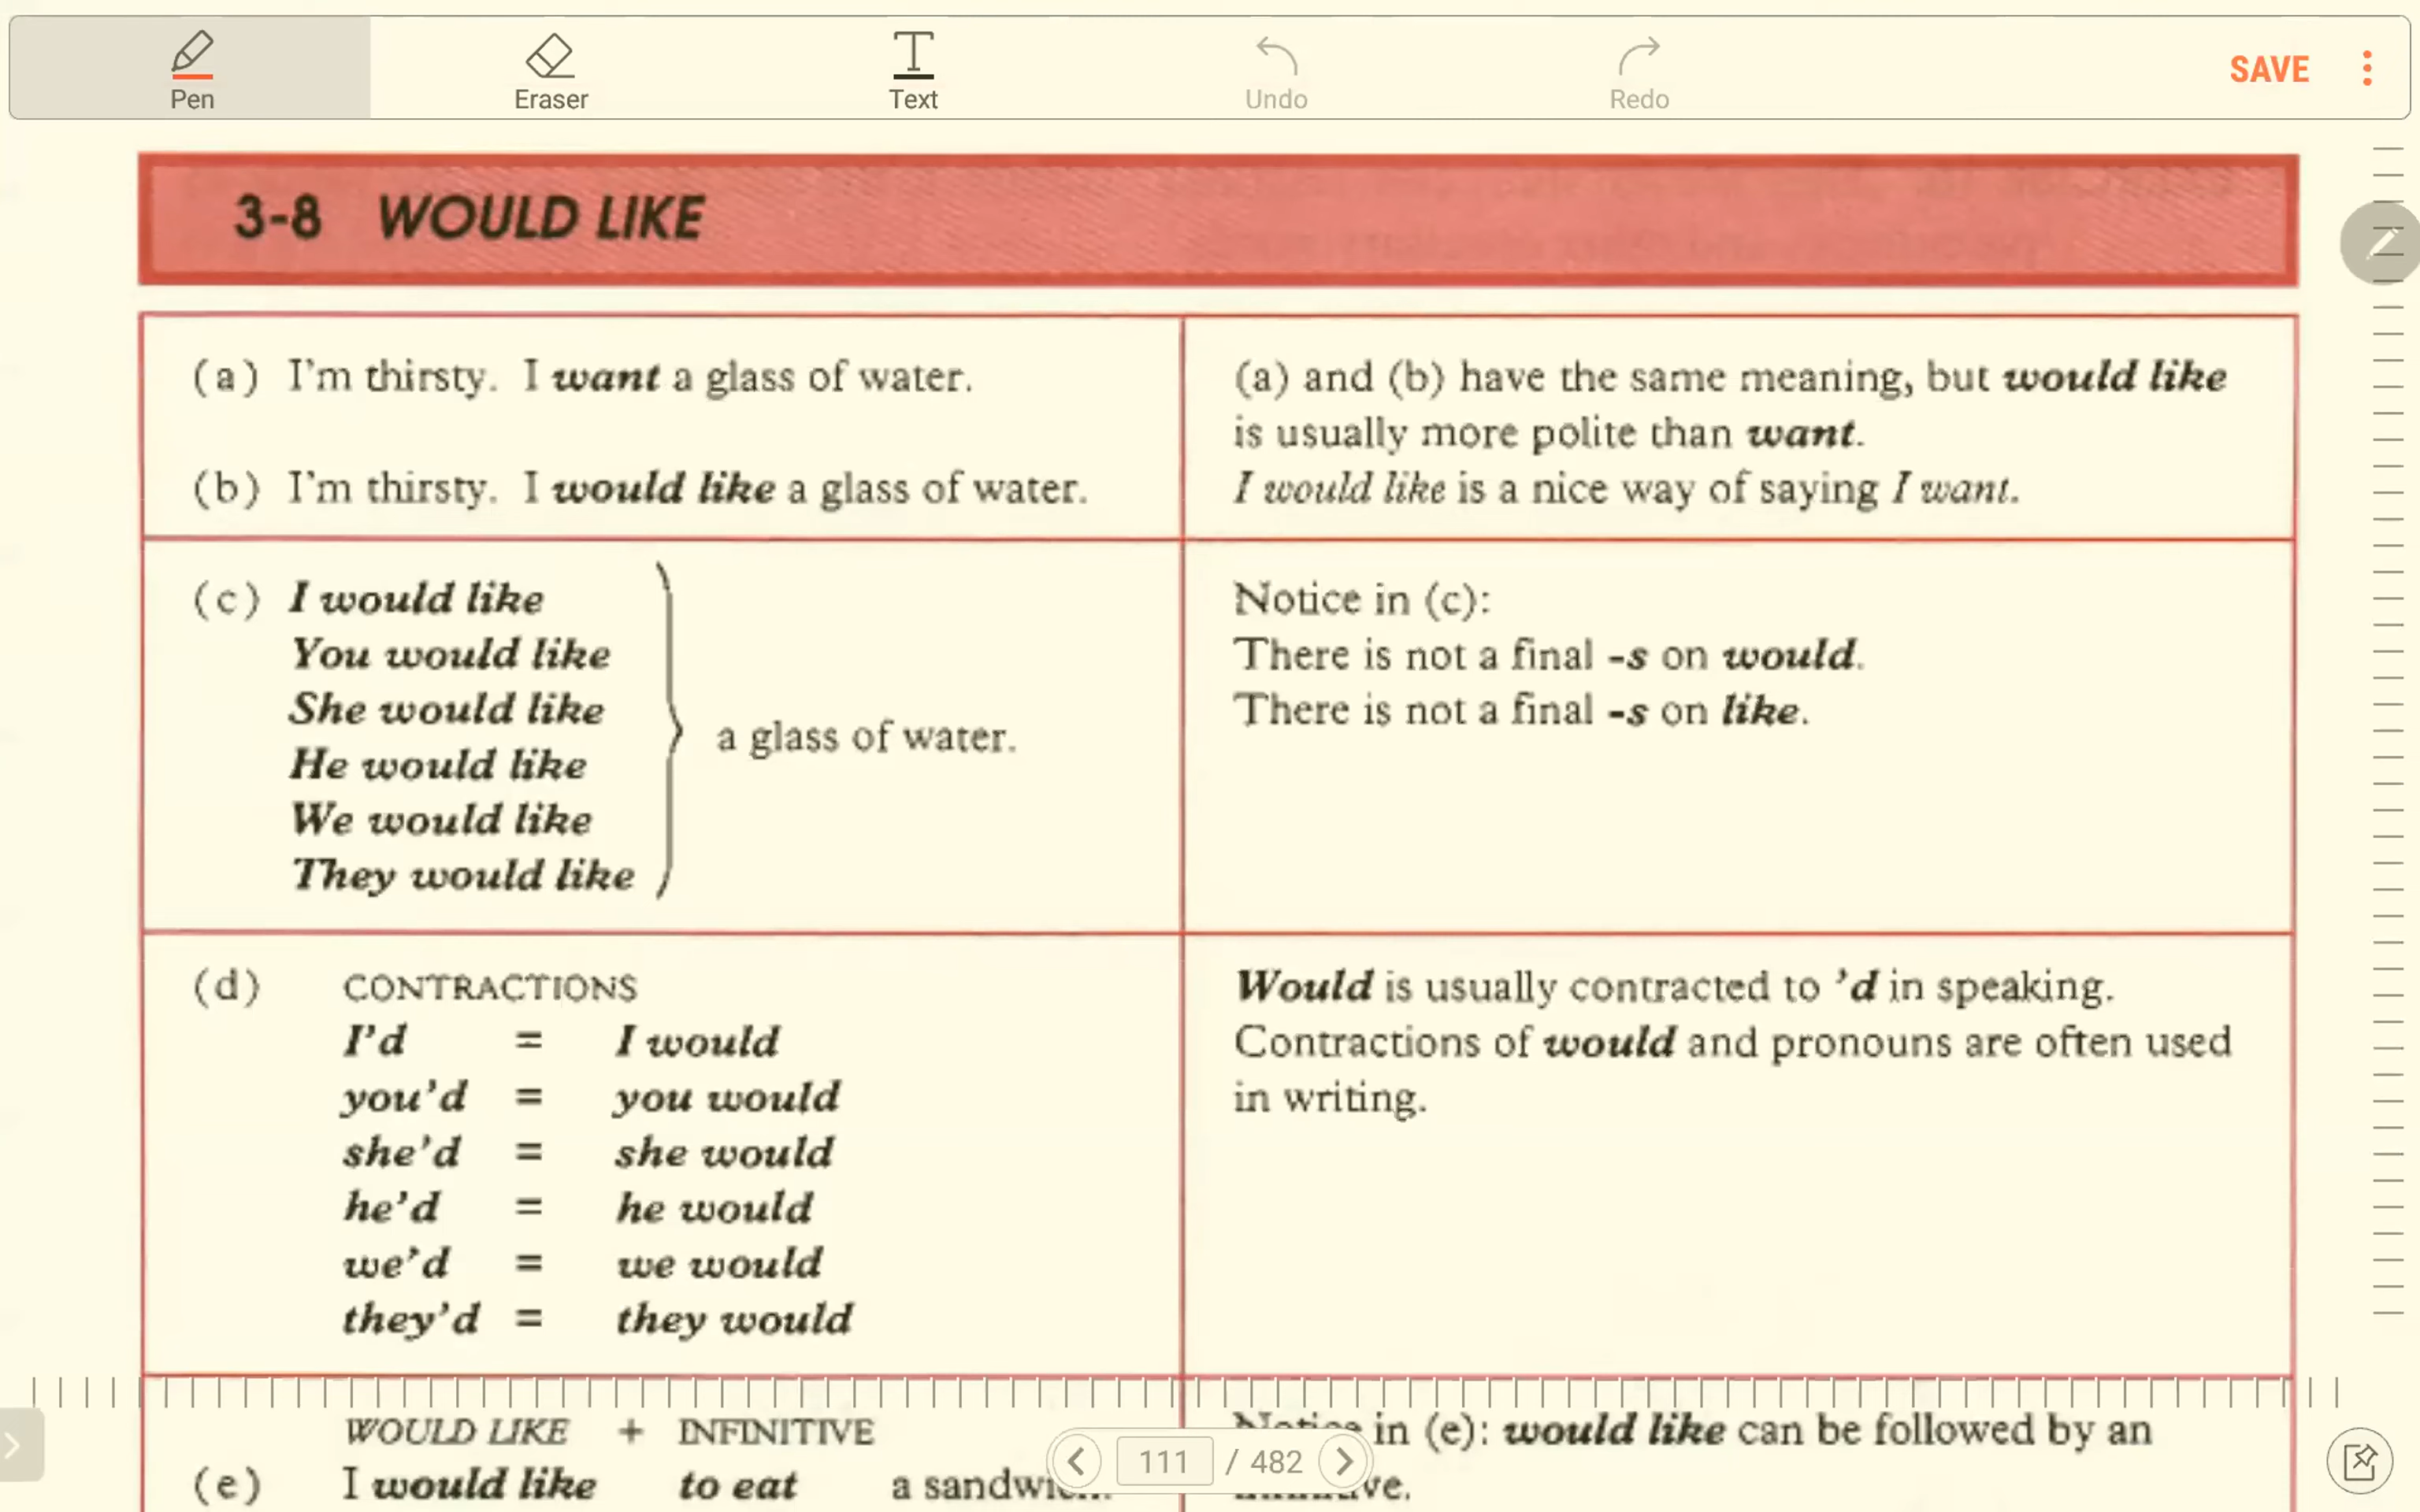 Pen
Eraser
Text
Undo
Redo
SAVE
3-8 WOULD LIKE
(a) I'm thirsty. I want a glass of water.
(b) I'm thirsty. I would like a glass of water.
(a) and (b) have the same meaning, but would like
is usually more polite than want.
I would like is a nice way of saying I want.
(c) I would like
You would like
She would like
He would like
We would like
They would like
a glass of water.
Notice in (c):
There is not a final -s on would.
There is not a final -s on like.
(d) CONTRACTIONS
I'd = I would
you'd = you would
she'd = she would
he'd = he would
we'd = we would
they'd = they would
Would is usually contracted to 'd in speaking.
Contractions of would and pronouns are often used
in writing.
WOULD LIKE + INFINITIVE
(e) I would like to eat a
Notice in (e): would like can be followed by an
111 / 482